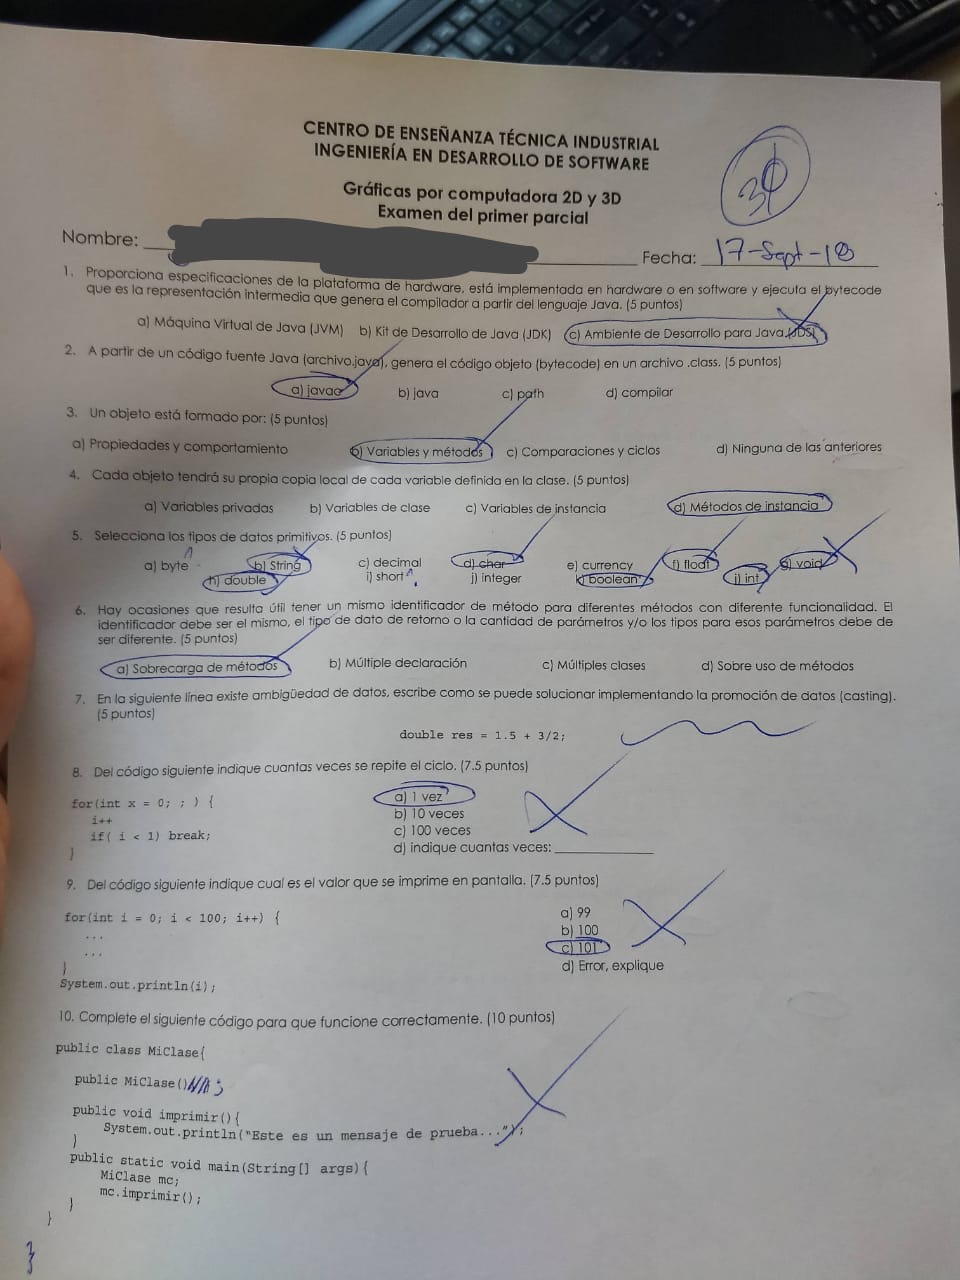 CENTRO DE ENSEÑANZA TÉCNICA INDUSTRIAL
INGENIERÍA EN DESARROLLO DE SOFTWARE
Gráficas por computadora 2D y 3D
Examen del primer parcial
Nombre:
Fecha: 17-Sept-18
1. Proporciona especificaciones de la plataforma de hardware, está implementada en hardware o en software y ejecuta el bytecode
que es la representación intermedia que genera el compilador a partir del lenguaje Java. (5 puntos)
a) Máquina Virtual de Java (JVM) b) Kit de Desarrollo de Java (JDK) c) Ambiente de Desarrollo para Java (JDS)
2. A partir de un código fuente Java (archivo.java), genera el código objeto (bytecode) en un archivo .class. (5 puntos)
a) javac b) java c) path d) compilar
3. Un objeto está formado por: (5 puntos)
a) Propiedades y comportamiento b) Variables y métodos c) Comparaciones y ciclos d) Ninguna de las anteriores
4. Cada objeto tendrá su propia copia local de cada variable definida en la clase. (5 puntos)
a) Variables privadas b) Variables de clase c) Variables de instancia d) Métodos de instancia
5. Selecciona los tipos de datos primitivos. (5 puntos)
a) byte b) String c) decimal d) char e) currency f) float g) void
h) double i) short j) integer k) boolean l) int
6. Hay ocasiones que resulta útil tener un mismo identificador de método para diferentes métodos con diferente funcionalidad. El
identificador debe ser el mismo, el tipo de dato de retorno o la cantidad de parámetros y/o los tipos para esos parámetros debe de
ser diferente. (5 puntos)
a) Sobrecarga de métodos b) Múltiple declaración c) Múltiples clases d) Sobre uso de métodos
7. En la siguiente línea existe ambigüedad de datos, escribe como se puede solucionar implementando la promoción de datos (casting).
(5 puntos)
double res = 1.5 + 3/2;
8. Del código siguiente indique cuantas veces se repite el ciclo. (7.5 puntos)
for(int x = 0; ; ) { a) 1 vez
i++ b) 10 veces
if( i < 1) break; c) 100 veces
} d) indique cuantas veces:
9. Del código siguiente indique cual es el valor que se imprime en pantalla. (7.5 puntos)
for(int i = 0; i < 100; i++) { a) 99
... b) 100
... c) 101
} d) Error, explique
System.out.println(i);
10. Complete el siguiente código para que funcione correctamente. (10 puntos)
public class MiClase{
public MiClase()
public void imprimir(){
System.out.println("Este es un mensaje de prueba...");
}
public static void main(String[] args){
MiClase mc;
mc.imprimir();
}
}
}